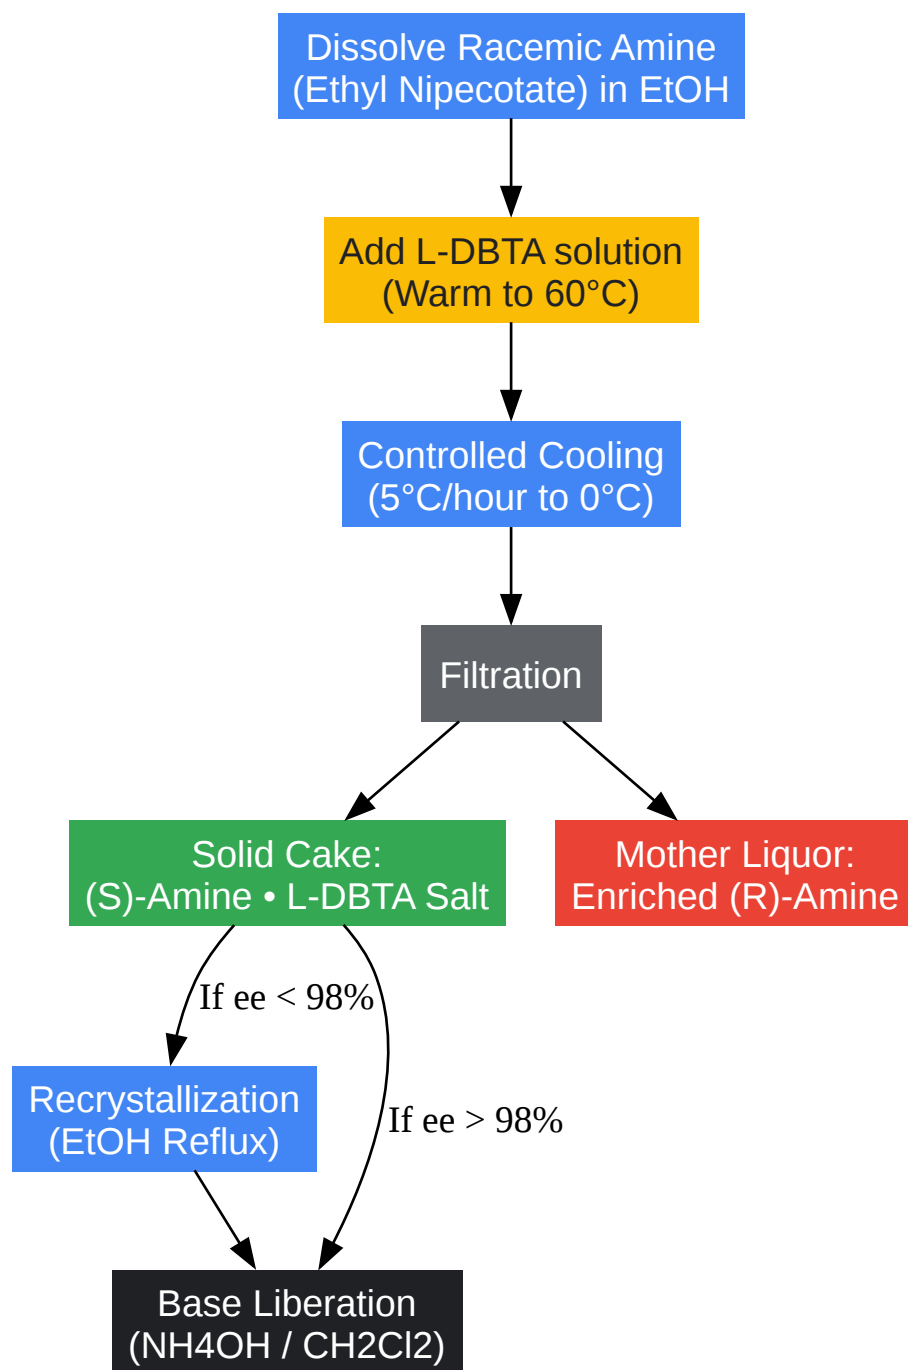 Dissolve Racemic Amine
(Ethyl Nipecotate) in EtOH
Add L-DBTA solution
(Warm to 60°C)
Controlled Cooling
(5°C/hour to 0°C)
Filtration
Solid Cake:
(S)-Amine • L-DBTA Salt
Mother Liquor:
Enriched (R)-Amine
If ee < 98%
Recrystallization
(EtOH Reflux)
If ee > 98%
Base Liberation
(NH4OH / CH2Cl2)